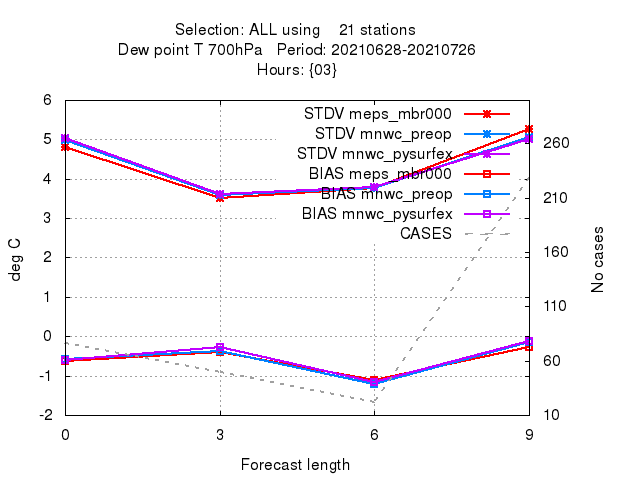 Selection: ALL using    21 stations
Dew point T 700hPa   Period: 20210628-20210726
Hours: {03}
6
5
4
3
2
1
0
-1
-2
deg C
STDV meps_mbr000
STDV mnwc_preop
STDV mnwc_pysurfex
BIAS meps_mbr000
BIAS mnwc_preop
BIAS mnwc_pysurfex
CASES
260
210
160
110
60
10
No cases
0 3 6 9
Forecast length